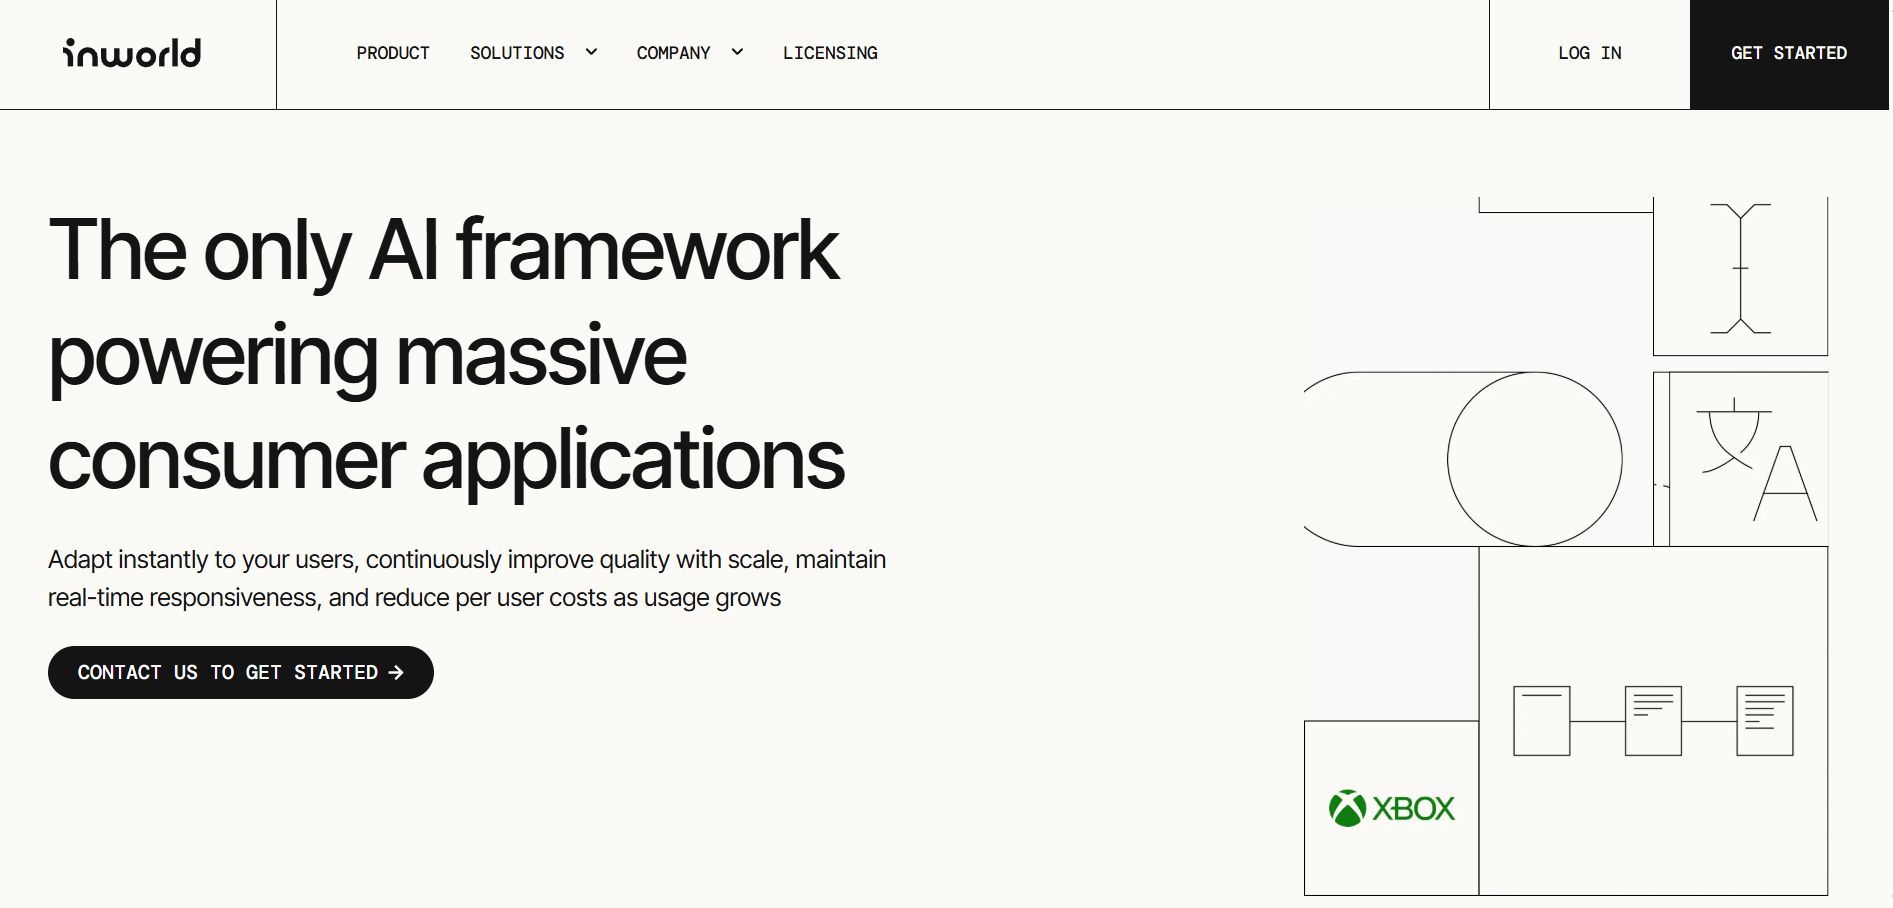 inworld
PRODUCT
SOLUTIONS
COMPANY
LICENSING
LOG IN
GET STARTED
The only AI framework
powering massive
consumer applications
Adapt instantly to your users, continuously improve quality with scale, maintain
real-time responsiveness, and reduce per user costs as usage grows
CONTACT US TO GET STARTED →
文A
XBOX